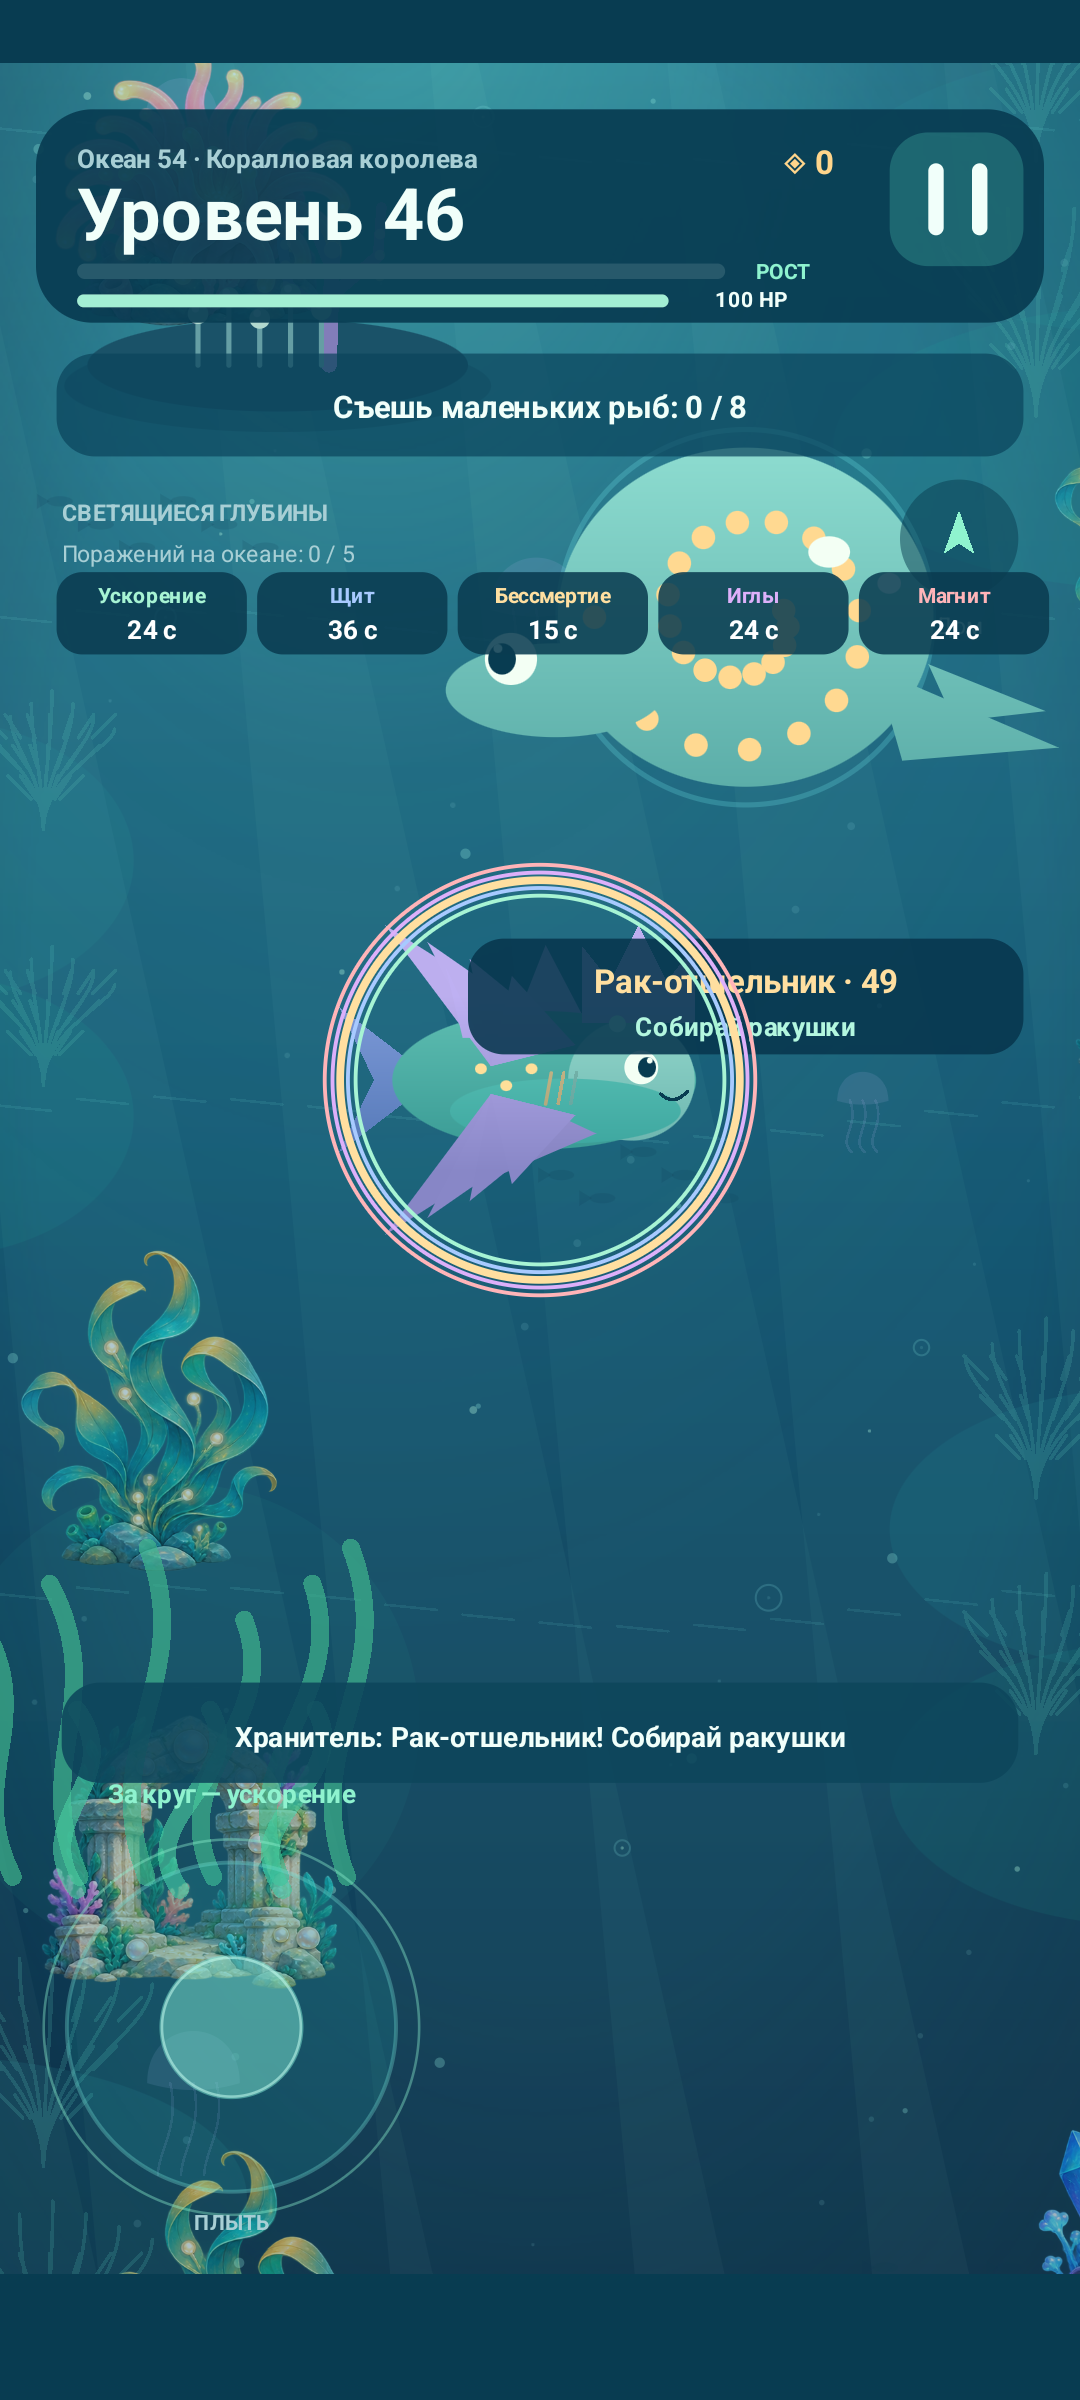 Океан 54 · Коралловая королева
0
Уровень 46
РОСТ
100 HP
Съешь маленьких рыб: 0 / 8
СВЕТЯЩИЕСЯ ГЛУБИНЫ
Поражений на океане: 0 / 5
Ускорение
24 с
Щит
36 с
Бессмертие
15 с
Иглы
24 с
Магнит
24 с
Рак-отшельник · 49
Собирай ракушки
Хранитель: Рак-отшельник! Собирай ракушки
За круг — ускорение
ПЛЫТЬ